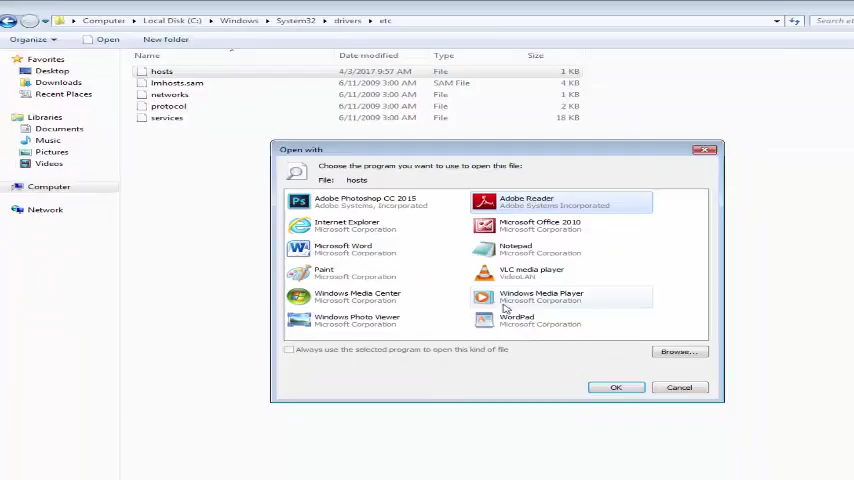 Computer ▸ Local Disk (C:) ▸ Windows ▸ System32 ▸ drivers ▸ etc
Search etc
Organize Open New folder
Favorites
Desktop
Downloads
Recent Places
Libraries
Documents
Music
Pictures
Videos
Computer
Network
Name Date modified Type Size
hosts 4/3/2017 9:57 AM File 1 KB
lmhosts.sam 6/11/2009 3:00 AM SAM File 4 KB
networks 6/11/2009 3:00 AM File 1 KB
protocol 6/11/2009 3:00 AM File 2 KB
services 6/11/2009 3:00 AM File 18 KB
Open with
Choose the program you want to use to open this file:
File: hosts
Adobe Photoshop CC 2015
Adobe Systems, Incorporated
Adobe Reader
Adobe Systems Incorporated
Internet Explorer
Microsoft Corporation
Microsoft Office 2010
Microsoft Corporation
Microsoft Word
Microsoft Corporation
Notepad
Microsoft Corporation
Paint
Microsoft Corporation
VLC media player
VideoLAN
Windows Media Center
Microsoft Corporation
Windows Media Player
Microsoft Corporation
Windows Photo Viewer
Microsoft Corporation
WordPad
Microsoft Corporation
Always use the selected program to open this kind of file
Browse...
OK Cancel